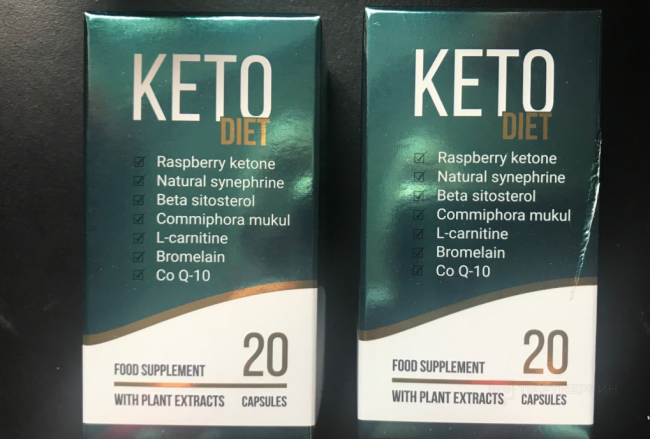 KETO
DIET
Raspberry ketone
Natural synephrine
Beta sitosterol
Commiphora mukul
L-carnitine
Bromelain
Co Q-10
FOOD SUPPLEMENT
20
WITH PLANT EXTRACTS
CAPSULES
KETO
DIET
Raspberry ketone
Natural synephrine
Beta sitosterol
Commiphora mukul
L-carnitine
Bromelain
Co Q-10
FOOD SUPPLEMENT
20
WITH PLANT EXTRACTS
CAPSULES